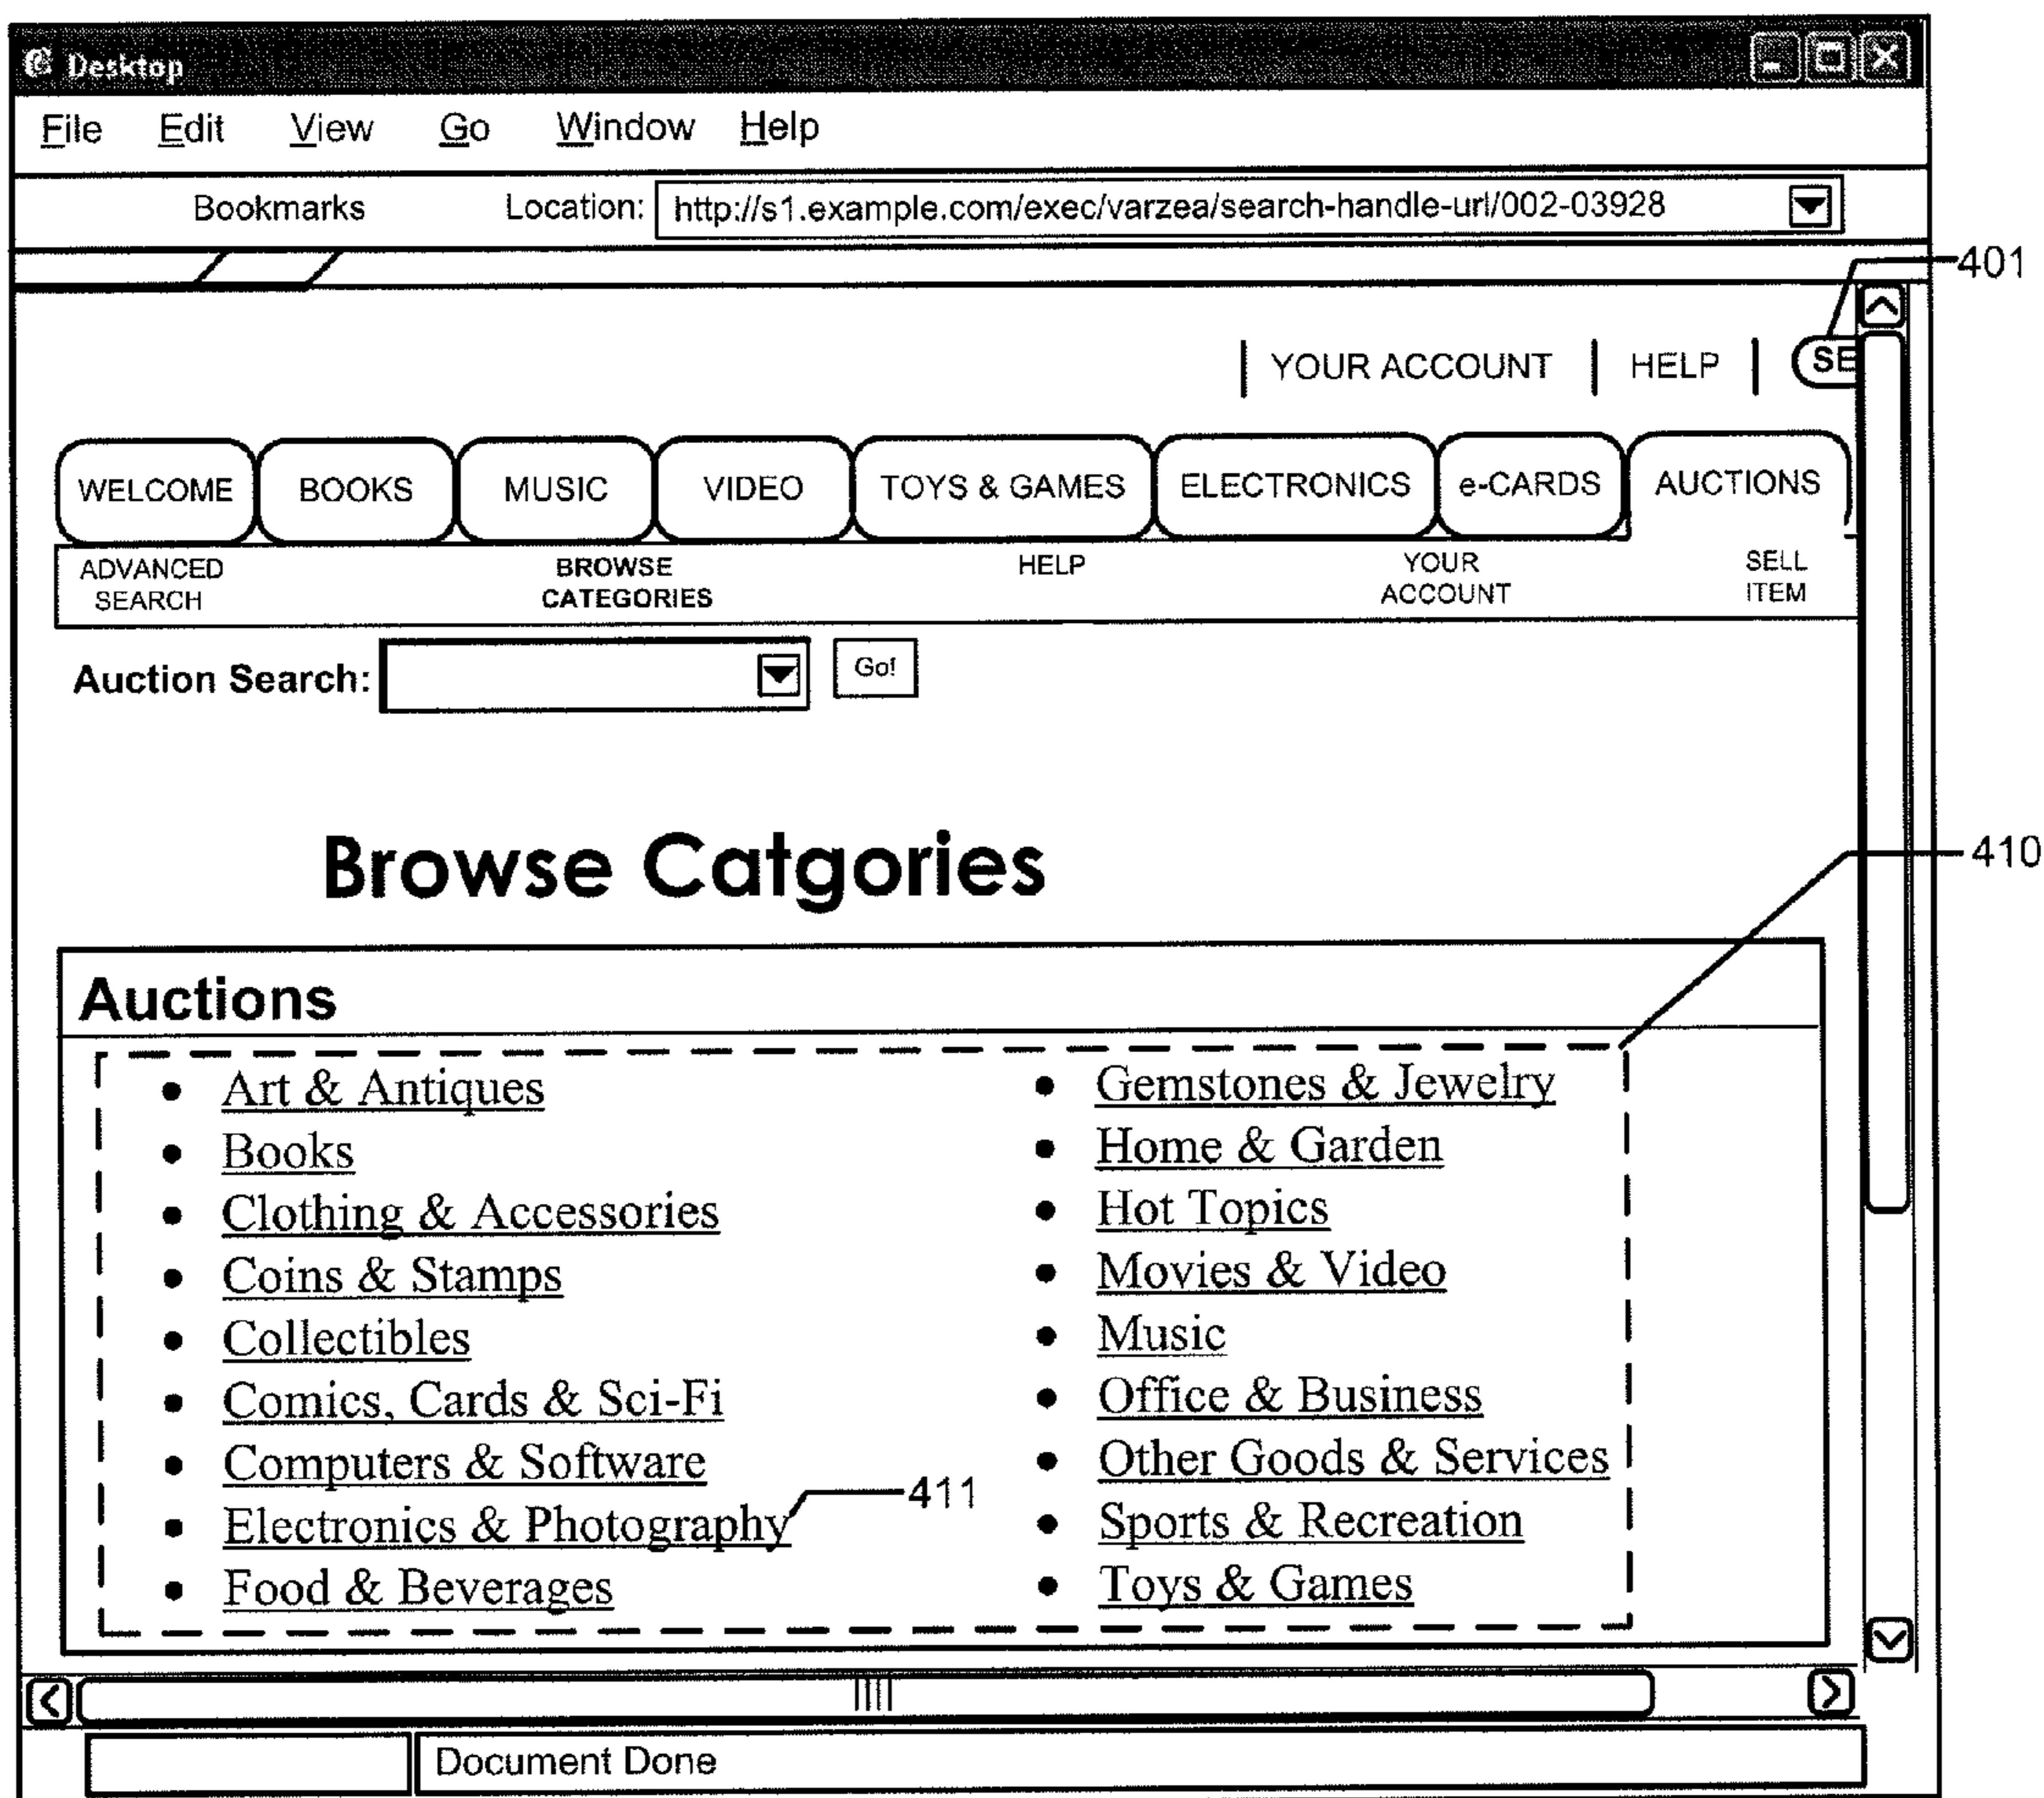 Desktop
File Edit View Go Window Help
Bookmarks Location: http://s1.example.com/exec/varzea/search-handle-url/002-03928
401
YOUR ACCOUNT HELP SE
WELCOME BOOKS MUSIC VIDEO TOYS & GAMES ELECTRONICS e-CARDS AUCTIONS
ADVANCED SEARCH BROWSE CATEGORIES HELP YOUR ACCOUNT SELL ITEM
Auction Search: Go!
Browse Catgories
410
Auctions
Art & Antiques
Books
Clothing & Accessories
Coins & Stamps
Collectibles
Comics, Cards & Sci-Fi
Computers & Software
Electronics & Photography
411
Food & Beverages
Gemstones & Jewelry
Home & Garden
Hot Topics
Movies & Video
Music
Office & Business
Other Goods & Services
Sports & Recreation
Toys & Games
Document Done